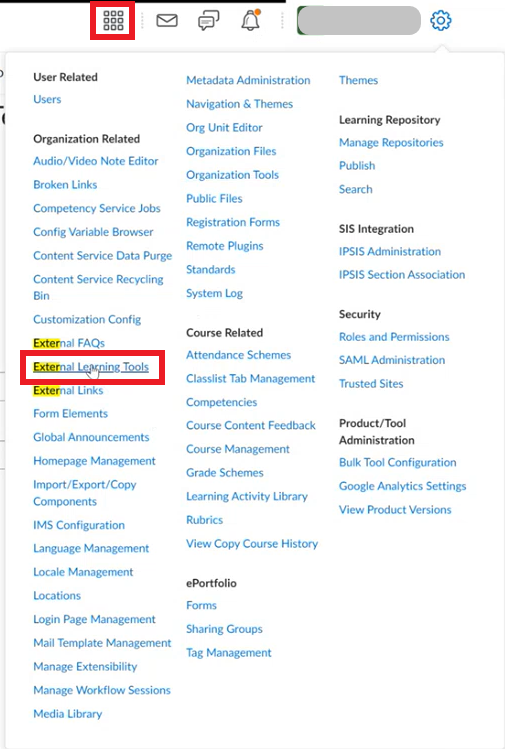 User Related
Users
Organization Related
Audio/Video Note Editor
Broken Links
Competency Service Jobs
Config Variable Browser
Content Service Data Purge
Content Service Recycling
Bin
Customization Config
External FAQs
External Learning Tools
External Links
Form Elements
Global Announcements
Homepage Management
Import/Export/Copy
Components
IMS Configuration
Language Management
Locale Management
Locations
Login Page Management
Mail Template Management
Manage Extensibility
Manage Workflow Sessions
Media Library
Metadata Administration
Navigation & Themes
Org Unit Editor
Organization Files
Organization Tools
Public Files
Registration Forms
Remote Plugins
Standards
System Log
Course Related
Attendance Schemes
Classlist Tab Management
Competencies
Course Content Feedback
Course Management
Grade Schemes
Learning Activity Library
Rubrics
View Copy Course History
ePortfolio
Forms
Sharing Groups
Tag Management
Themes
Learning Repository
Manage Repositories
Publish
Search
SIS Integration
IPSIS Administration
IPSIS Section Association
Security
Roles and Permissions
SAML Administration
Trusted Sites
Product/Tool
Administration
Bulk Tool Configuration
Google Analytics Settings
View Product Versions